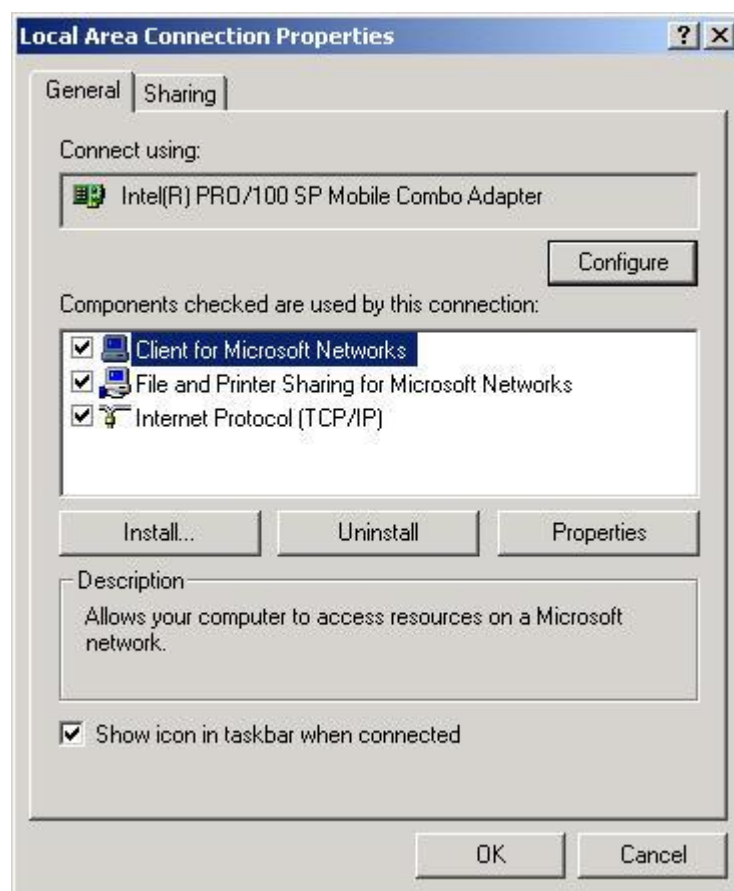 Local Area Connection Properties
General
Sharing
Connect using:
Intel(R) PRO/100 SP Mobile Combo Adapter
Configure
Components checked are used by this connection:
Client for Microsoft Networks
File and Printer Sharing for Microsoft Networks
Internet Protocol (TCP/IP)
Install...
Uninstall
Properties
Description
Allows your computer to access resources on a Microsoft
network.
Show icon in taskbar when connected
OK
Cancel